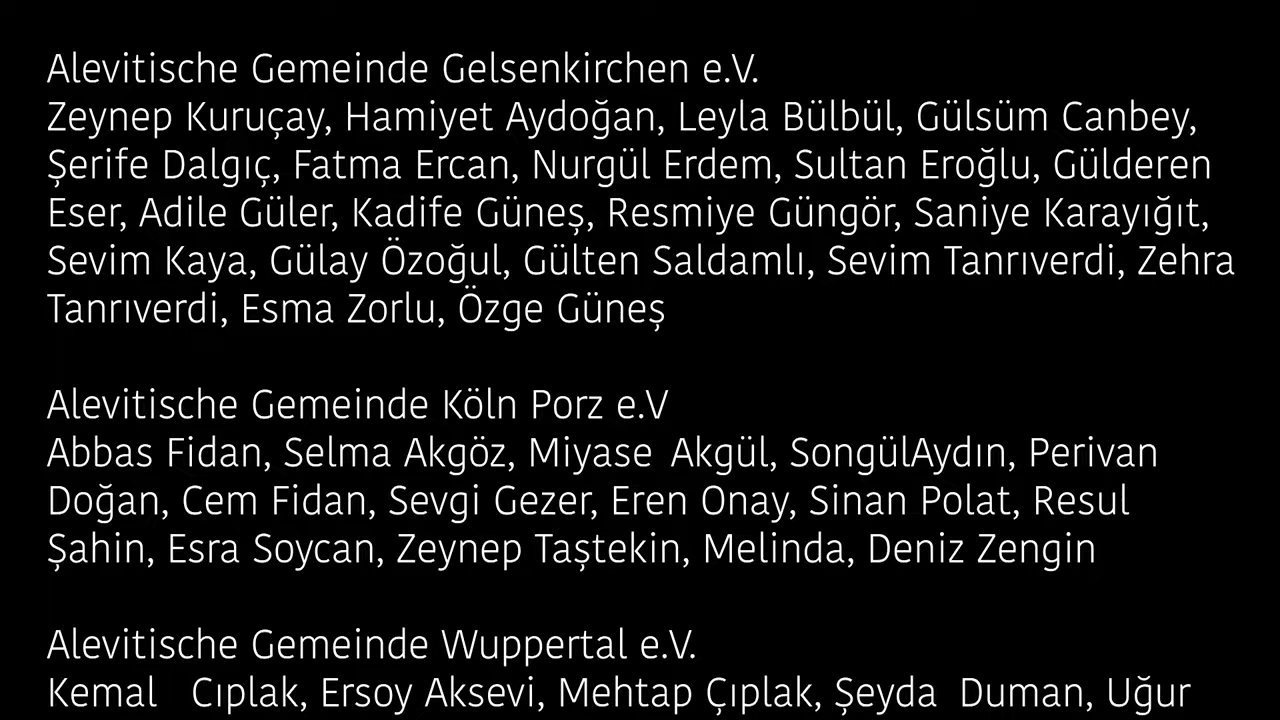 Alevitische Gemeinde Gelsenkirchen e.V.
Zeynep Kuruçay, Hamiyet Aydoğan, Leyla Bülbül, Gülsüm Canbey,
Şerife Dalgıç, Fatma Ercan, Nurgül Erdem, Sultan Eroğlu, Gülderen
Eser, Adile Güler, Kadife Güneş, Resmiye Güngör, Saniye Karayığıt,
Sevim Kaya, Gülay Özoğul, Gülten Saldamlı, Sevim Tanrıverdi, Zehra
Tanrıverdi, Esma Zorlu, Özge Güneş
Alevitische Gemeinde Köln Porz e.V
Abbas Fidan, Selma Akgöz, Miyase Akgül, SongülAydın, Perivan
Doğan, Cem Fidan, Sevgi Gezer, Eren Onay, Sinan Polat, Resul
Şahin, Esra Soycan, Zeynep Taştekin, Melinda, Deniz Zengin
Alevitische Gemeinde Wuppertal e.V.
Kemal Cıplak, Ersoy Aksevi, Mehtap Çıplak, Şeyda Duman, Uğur